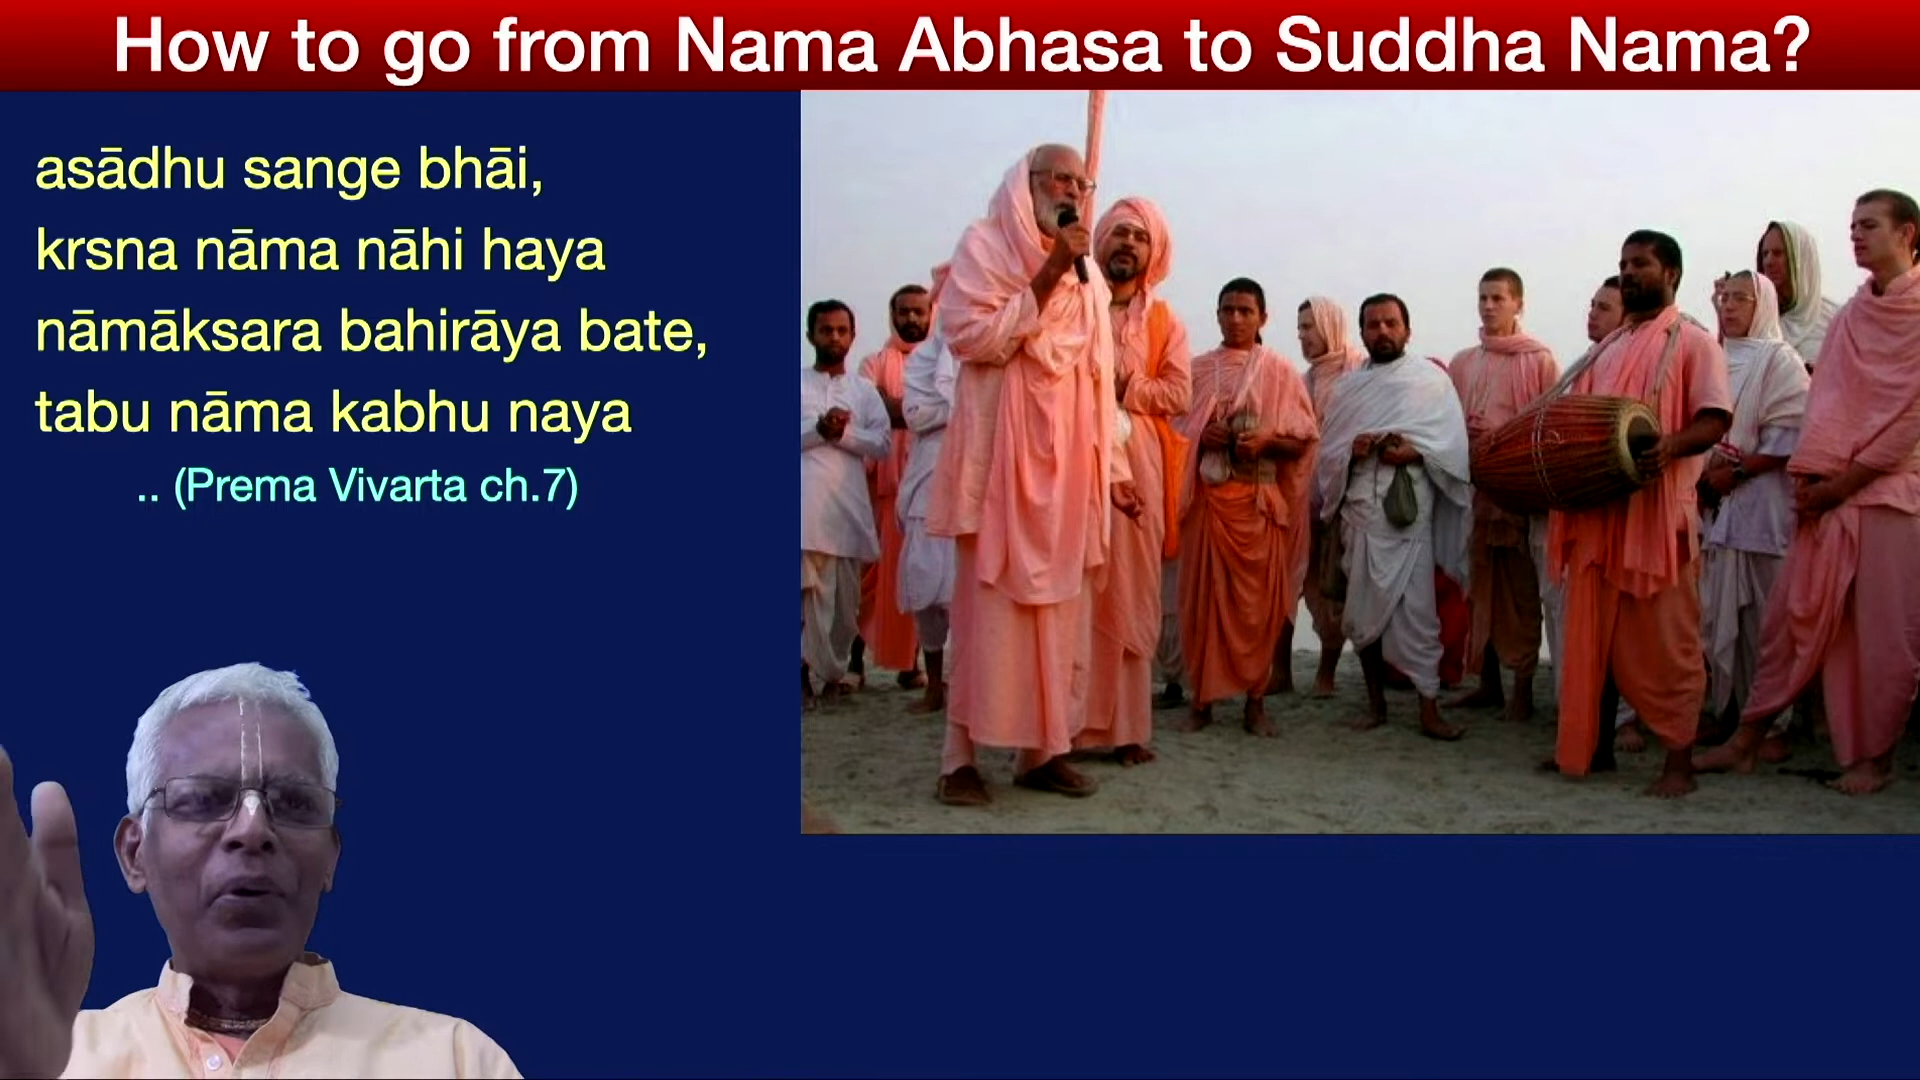 How to go from Nama Abhasa to Suddha Nama?
asādhu sange bhāi,
krsna nāma nāhi haya
nāmāksara bahirāya bate,
tabu nāma kabhu naya
.. (Prema Vivarta ch.7)